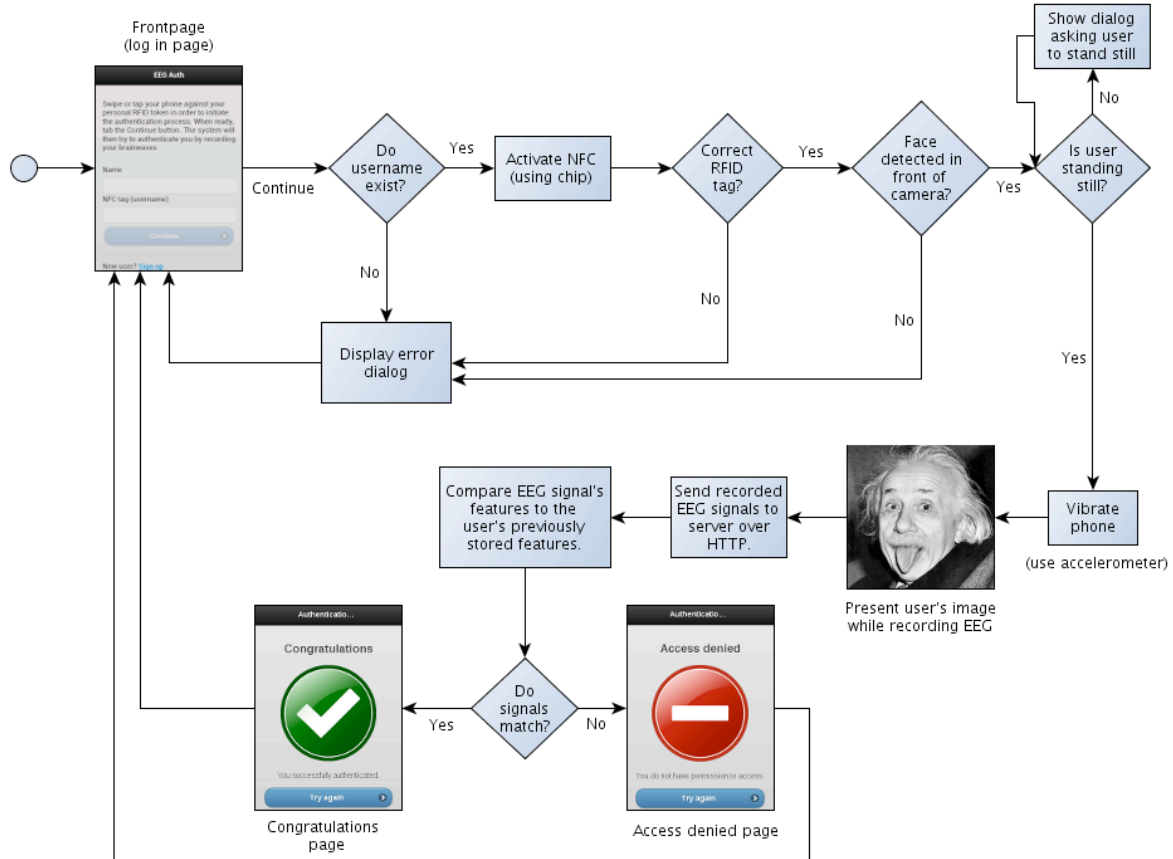 Frontpage
(log in page)
EEG Auth
Swipe or tap your phone against your
personal RFID token in order to initiate
the authentication process. When ready,
tab the Continue button. The system will
then try to authenticate you by recording
your brainwaves.
Name
NFC tag (username)
Continue
New user? Sign up
Continue
Do
username
exist?
Yes
No
Activate NFC
(using chip)
Correct
RFID
tag?
Yes
No
Face
detected in
front of
camera?
Yes
No
Show dialog
asking user
to stand still
No
Is user
standing
still?
Yes
Display error
dialog
Vibrate
phone
(use accelerometer)
Present user's image
while recording EEG
Send recorded
EEG signals to
server over
HTTP.
Compare EEG signal's
features to the
user's previously
stored features.
Do
signals
match?
Yes
No
Authenticatio...
Congratulations
You successfully authenticated.
Try again
Congratulations
page
Authenticatio...
Access denied
You do not have permission to access.
Try again
Access denied page